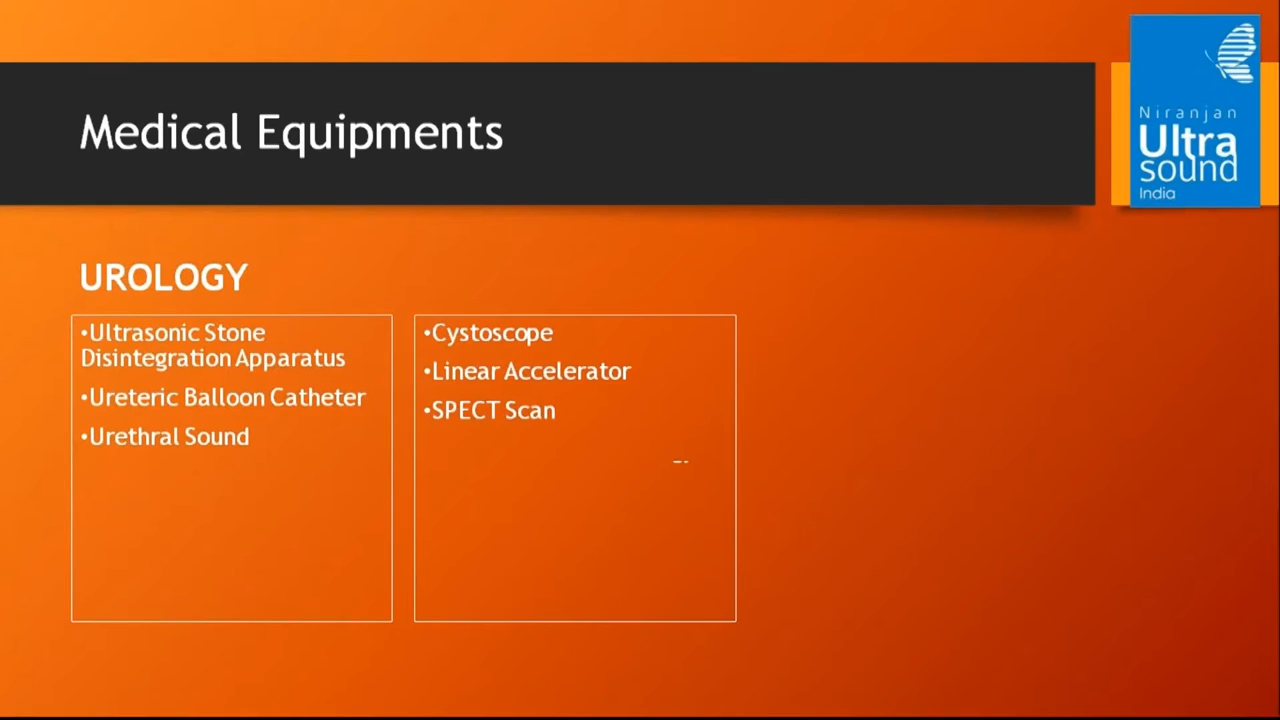 Medical Equipments
Niranjan
Ultra
sound
India
UROLOGY
•Ultrasonic Stone
Disintegration Apparatus
•Ureteric Balloon Catheter
•Urethral Sound
•Cystoscope
•Linear Accelerator
•SPECT Scan